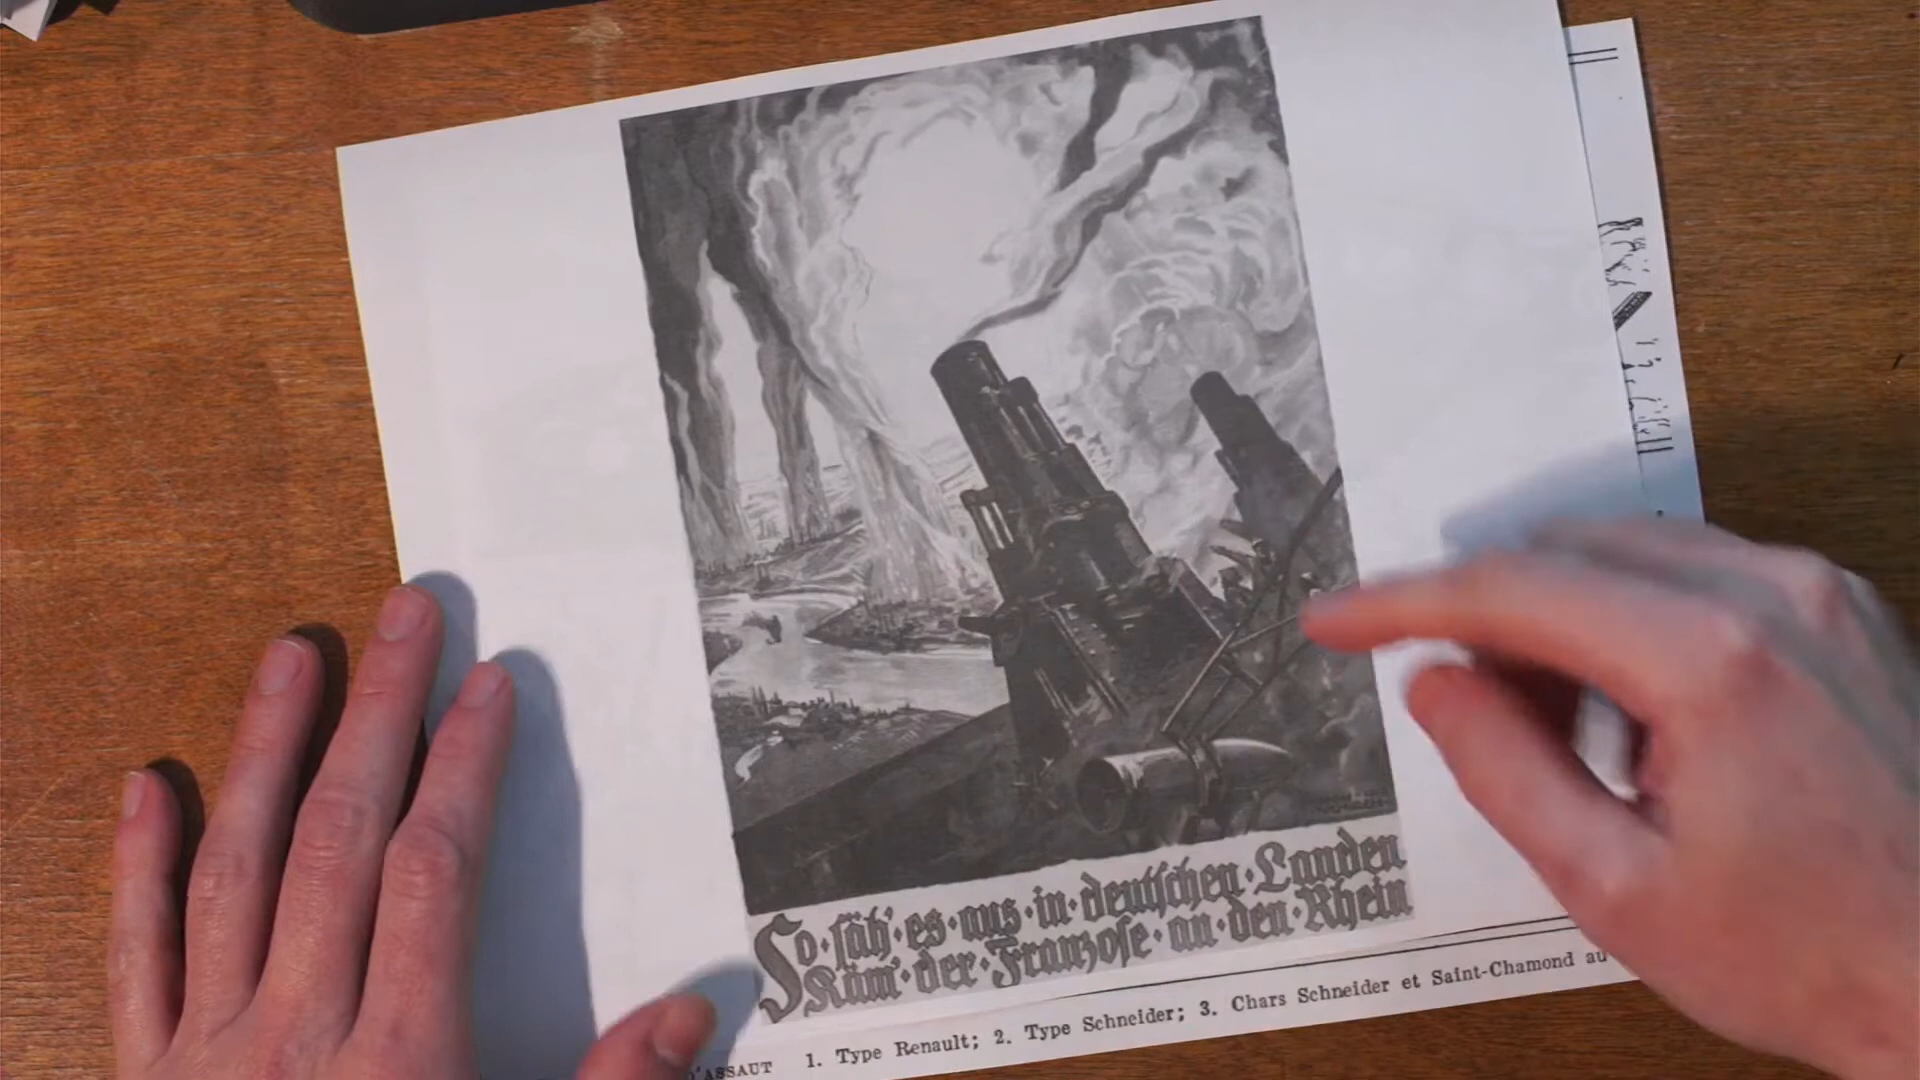 So·säh'·es·aus·in·deutschen·Landen
Käm'·der·Franzose·an·den·Rhein
D'ASSAUT 1. Type Renault; 2. Type Schneider; 3. Chars Schneider et Saint-Chamond au